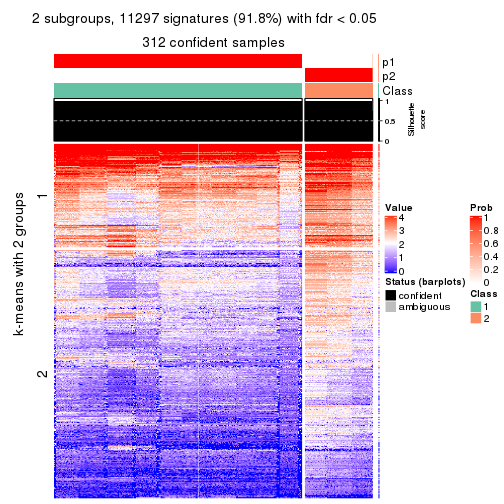 2 subgroups, 11297 signatures (91.8%) with fdr < 0.05
312 confident samples
p1
p2
Class
1
0.5
0
Silhouette
score
k-means with 2 groups
1
2
Value
4
3
2
1
0
Prob
1
0.8
0.6
0.4
0.2
0
Status (barplots)
confident
ambiguous
Class
1
2